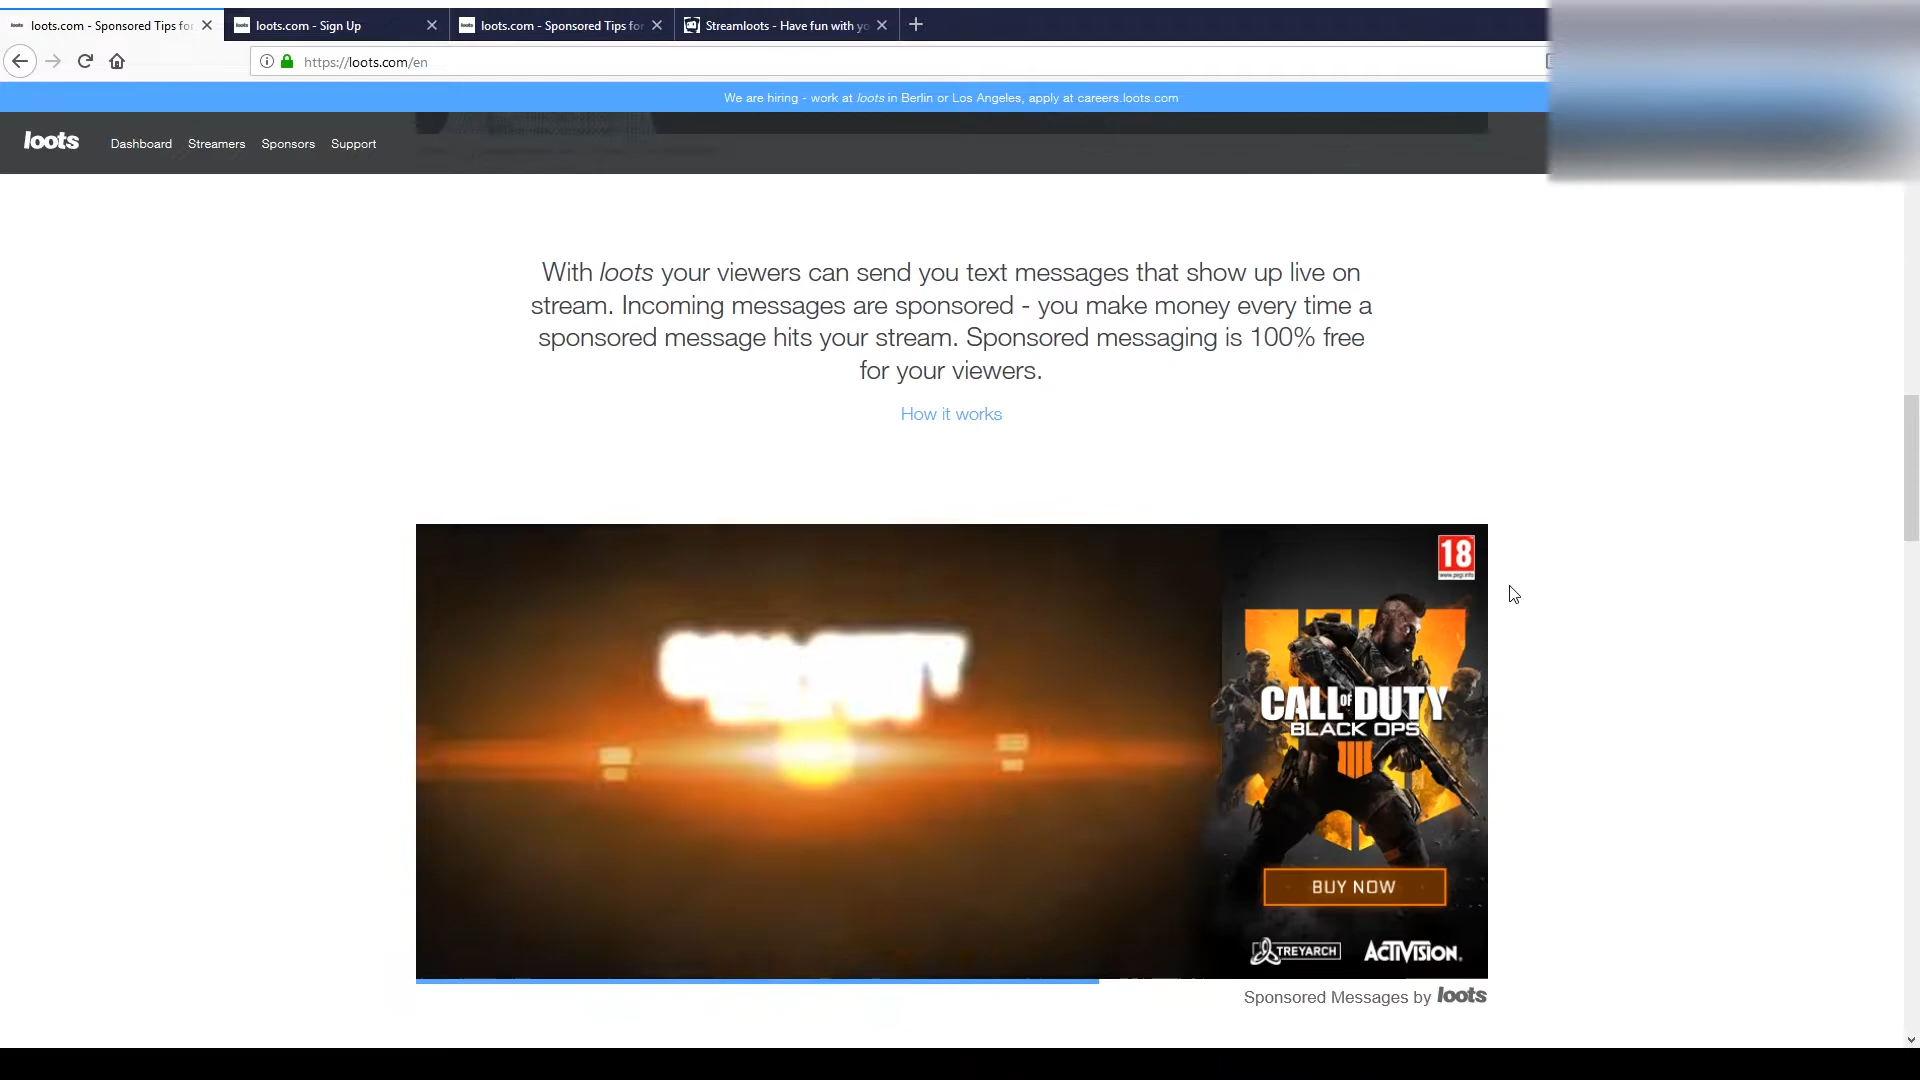 loots.com - Sponsored Tips for
loots.com - Sign Up
loots.com - Sponsored Tips for
Streamloots - Have fun with yo
https://loots.com/en
We are hiring - work at loots in Berlin or Los Angeles, apply at careers.loots.com
loots
Dashboard
Streamers
Sponsors
Support
With loots your viewers can send you text messages that show up live on
stream. Incoming messages are sponsored - you make money every time a
sponsored message hits your stream. Sponsored messaging is 100% free
for your viewers.
How it works
18
www.pegi.info
CALL OF DUTY
BLACK OPS
IIII
BUY NOW
TREYARCH
ACTIVISION.
Sponsored Messages by loots